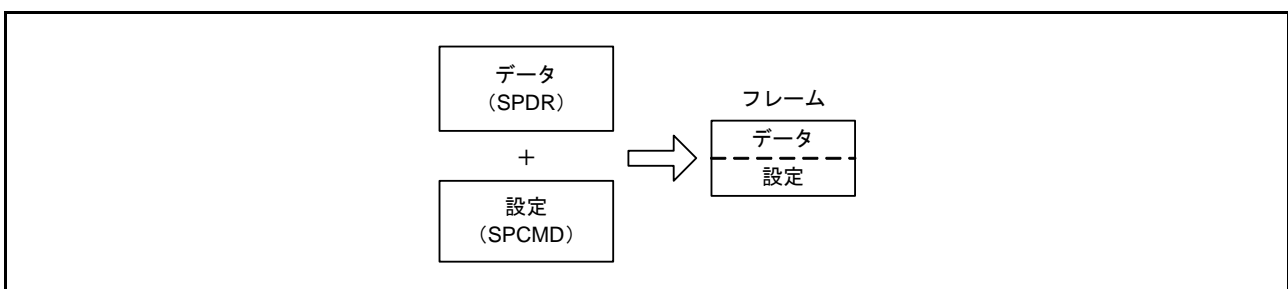 データ
(SPDR)
+
設定
(SPCMD)
フレーム
データ
設定